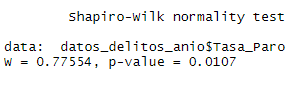 Shapiro-Wilk normality test
data:  datos_delitos_anio$Tasa_Paro
W = 0.77554, p-value = 0.0107